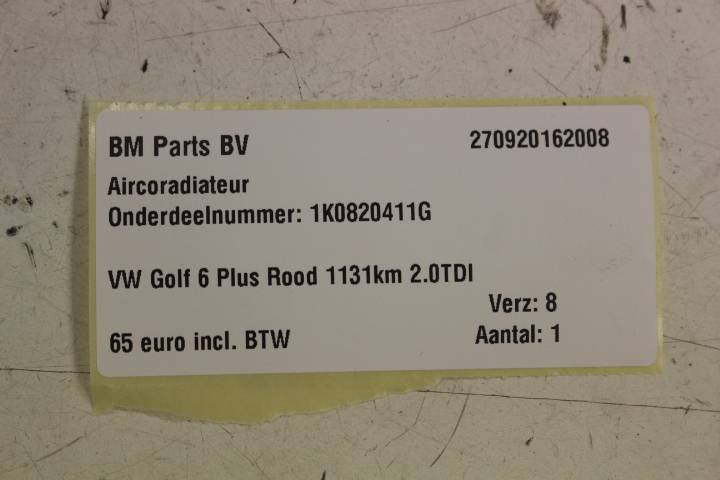 BM Parts BV 270920162008
Aircoradiateur
Onderdeelnummer: 1K0820411G
VW Golf 6 Plus Rood 1131km 2.0TDI
Verz: 8
65 euro incl. BTW Aantal: 1